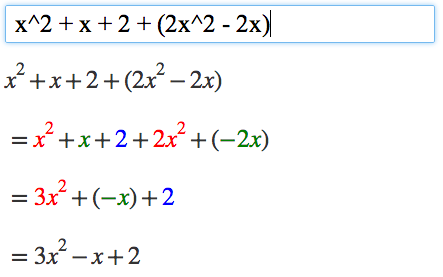 x^2 + x + 2 + (2x^2 - 2x)
x² + x + 2 + (2x² − 2x)
= x² + x + 2 + 2x² + (−2x)
= 3x² + (−x) + 2
= 3x² − x + 2